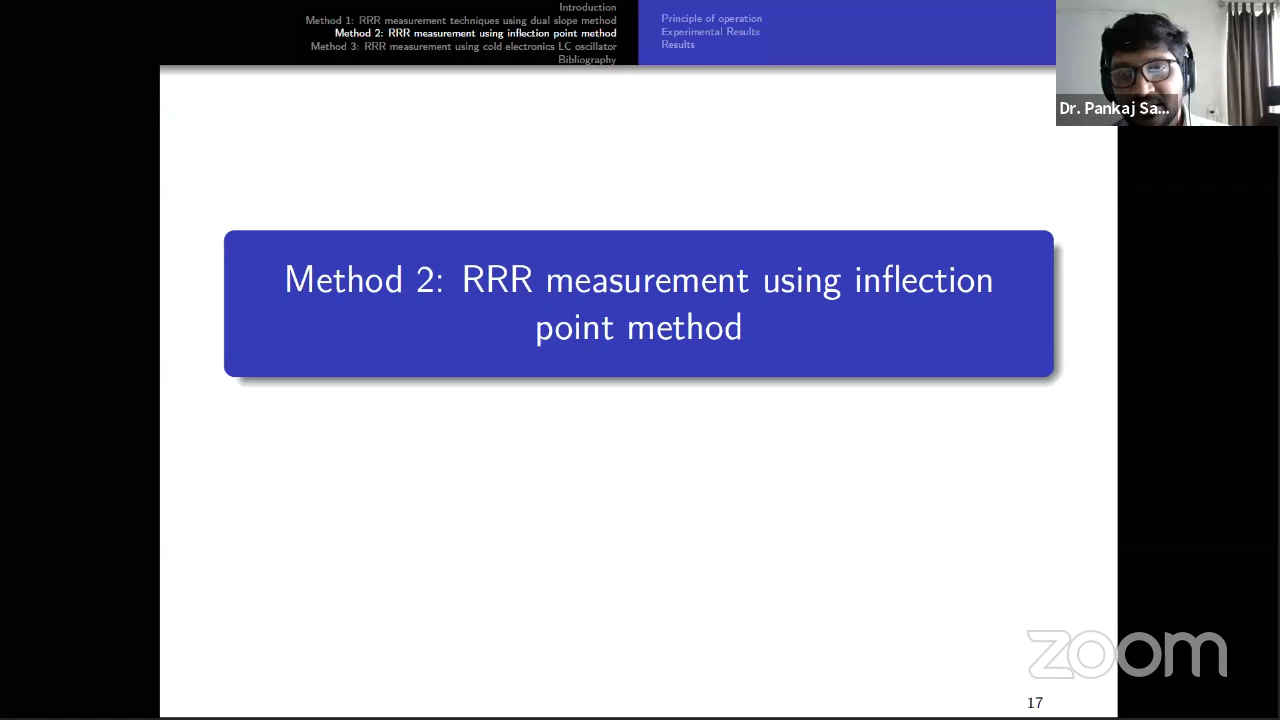 Introduction
Method 1: RRR measurement techniques using dual slope method
Method 2: RRR measurement using inflection point method
Method 3: RRR measurement using cold electronics LC oscillator
Bibliography
Principle of operation
Experimental Results
Results
Dr. Pankaj Sa...
Method 2: RRR measurement using inflection
point method
zoom
17